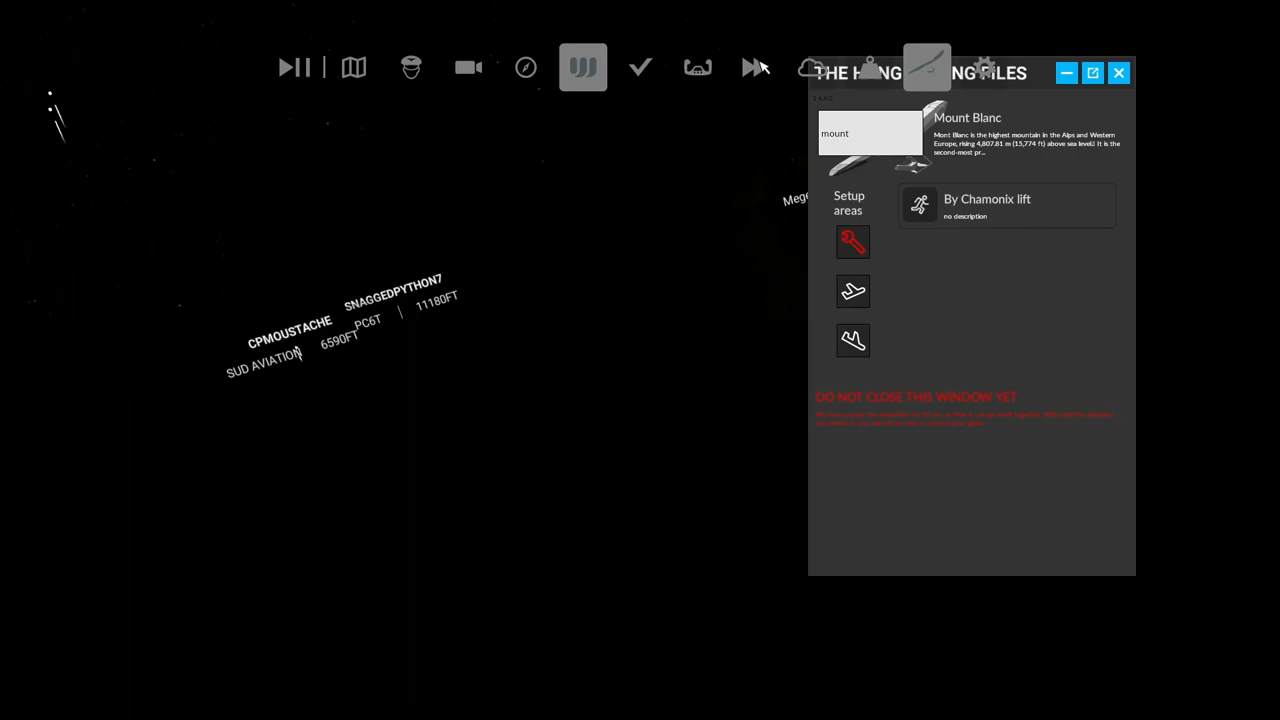 THE HANG
NG FILES
mount
Mount Blanc
Mont Blanc is the highest mountain in the Alps and Western
Europe, rising 4,807.81 m (15,774 ft) above sea level. It is the
second-most pr...
Setup
areas
By Chamonix lift
no description
Mege
SNAGGEDPYTHON7
PC6T | 11180FT
CPMOUSTACHE
SUD AVIATION 6590FT
DO NOT CLOSE THIS WINDOW YET